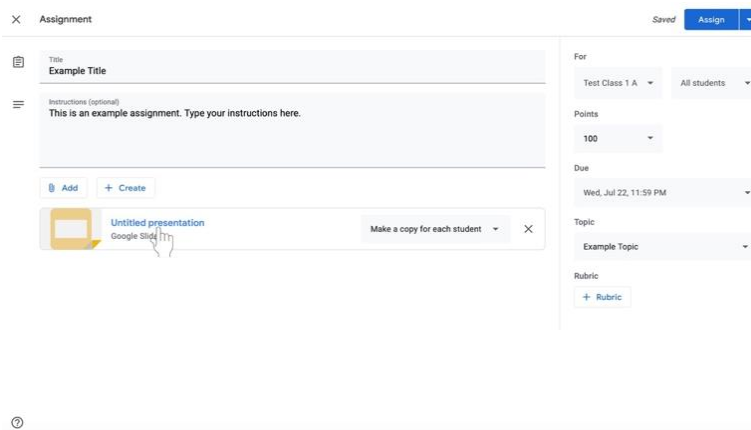 Assignment
Saved
Assign
Title
Example Title
Instructions (optional)
This is an example assignment. Type your instructions here.
Add
+ Create
Untitled presentation
Google Slides
Make a copy for each student
For
Test Class 1 A
All students
Points
100
Due
Wed, Jul 22, 11:59 PM
Topic
Example Topic
Rubric
+ Rubric